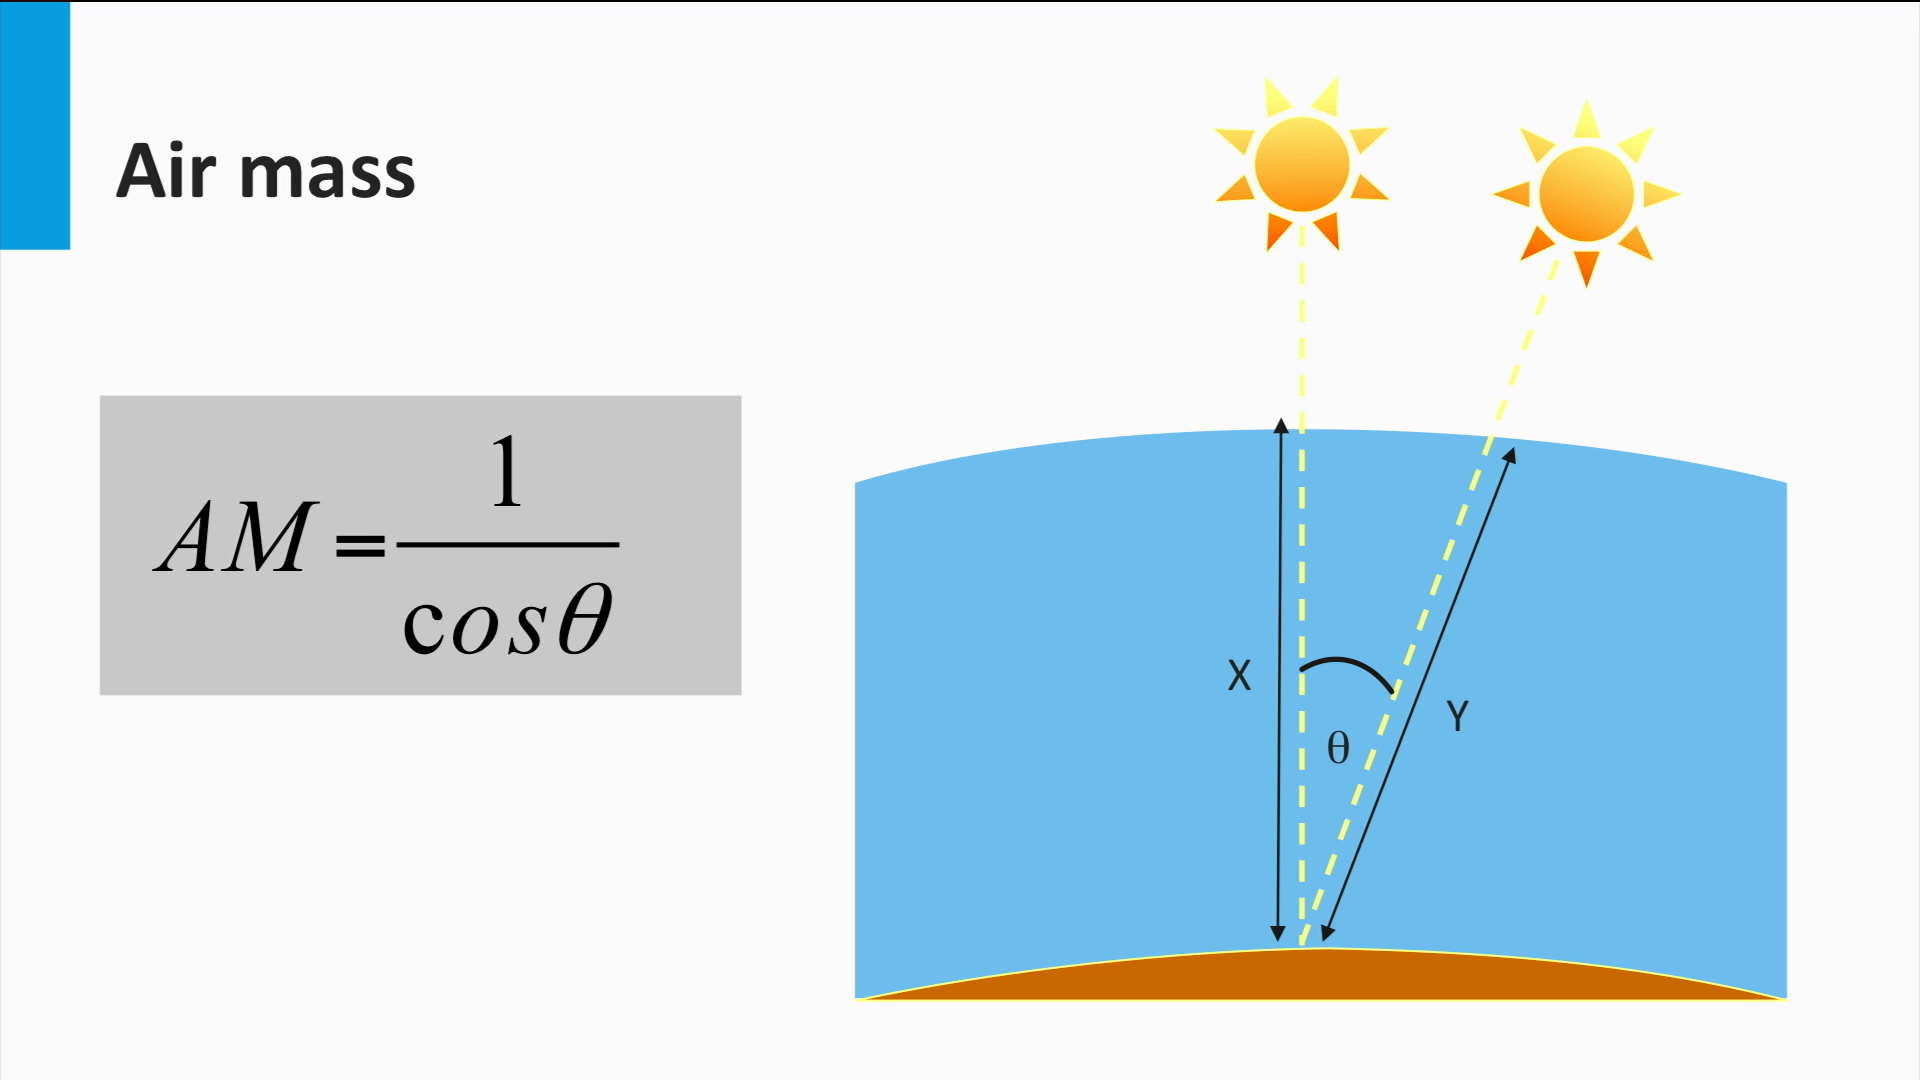 Air mass
AM = 1/cosθ
X
Y
θ